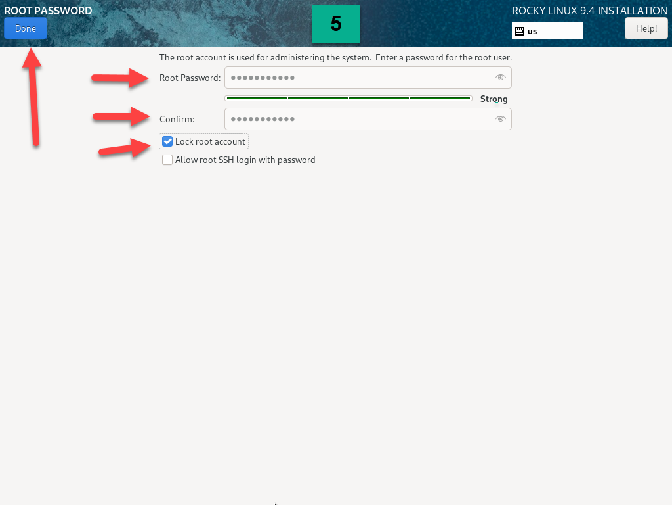 ROOT PASSWORD
Done
5
ROCKY LINUX 9.4 INSTALLATION
us
Help!
The root account is used for administering the system. Enter a password for the root user.
Root Password: ●●●●●●●●●●●
Strong
Confirm: ●●●●●●●●●●●
Lock root account
Allow root SSH login with password